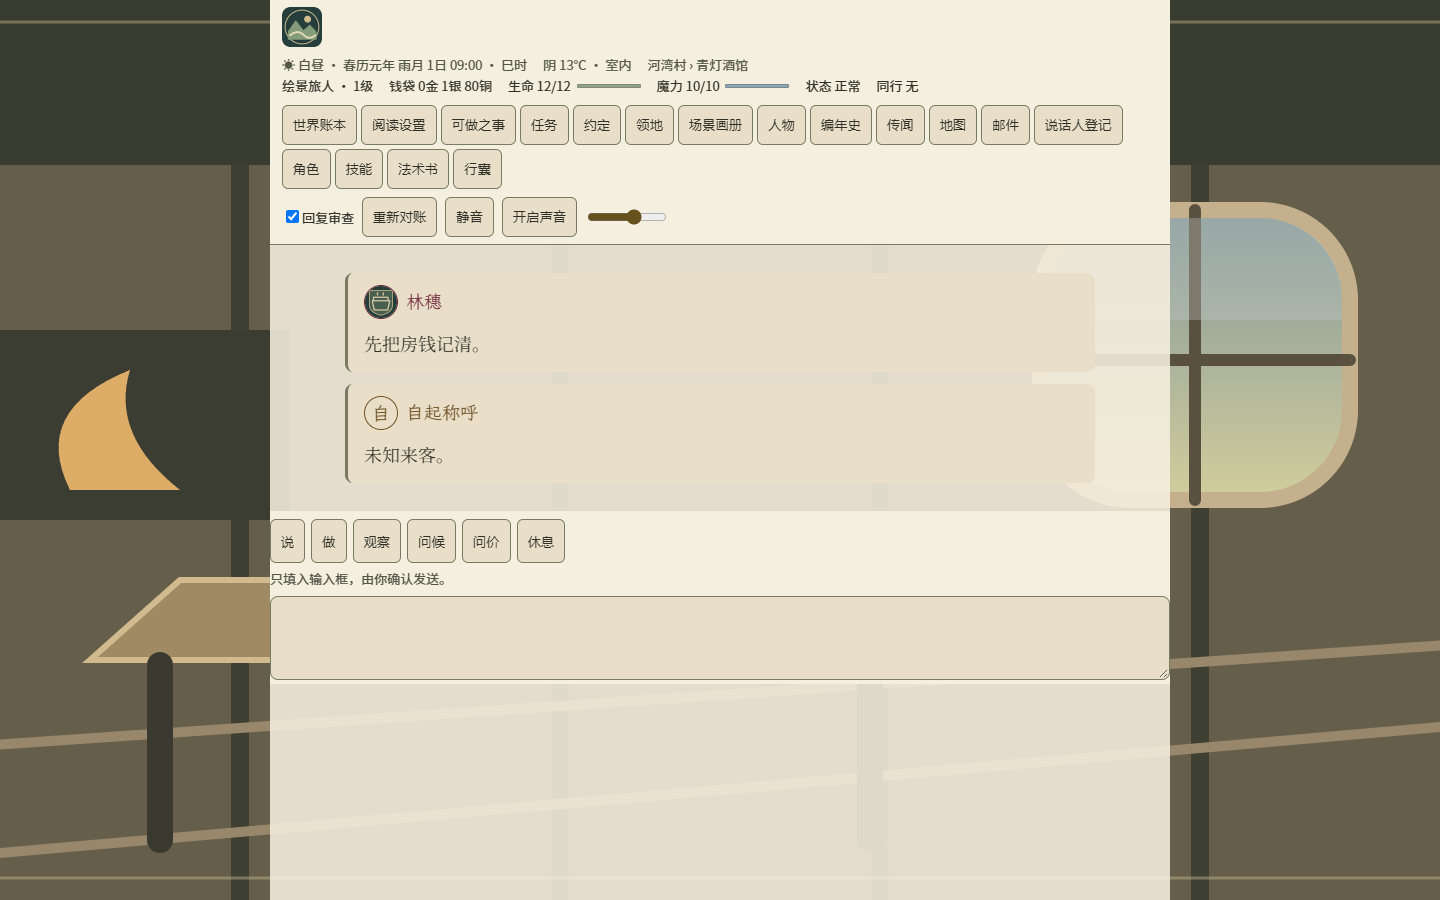 白昼 · 春历元年 雨月 1日 09:00 · 巳时 阴 13°C · 室内 河湾村 › 青灯酒馆
绘景旅人 · 1级 钱袋 0金 1银 80铜 生命 12/12 魔力 10/10 状态 正常 同行 无
世界账本 阅读设置 可做之事 任务 约定 领地 场景画册 人物 编年史 传闻 地图 邮件 说话人登记
角色 技能 法术书 行囊
回复审查 重新对账 静音 开启声音
林穗
先把房钱记清。
自 自起称呼
未知来客。
说 做 观察 问候 问价 休息
只填入输入框，由你确认发送。